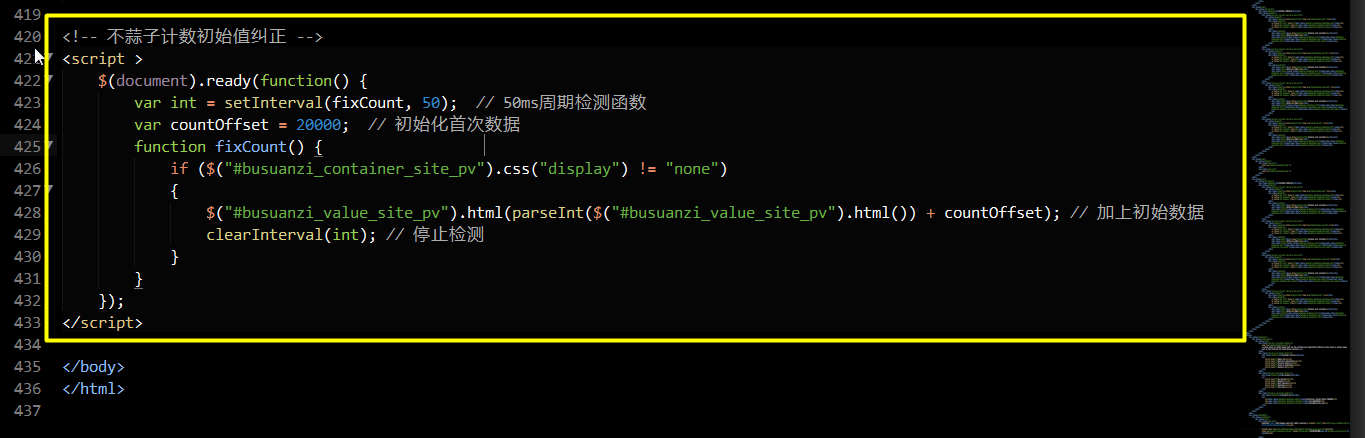 419
420 <!-- 不蒜子计数初始值纠正 -->
421 <script >
422 $(document).ready(function() {
423 var int = setInterval(fixCount, 50); // 50ms周期检测函数
424 var countOffset = 20000; // 初始化首次数据
425 function fixCount() {
426 if ($("#busuanzi_container_site_pv").css("display") != "none")
427 {
428 $("#busuanzi_value_site_pv").html(parseInt($("#busuanzi_value_site_pv").html()) + countOffset); // 加上初始数据
429 clearInterval(int); // 停止检测
430 }
431 }
432 });
433 </script>
434
435 </body>
436 </html>
437